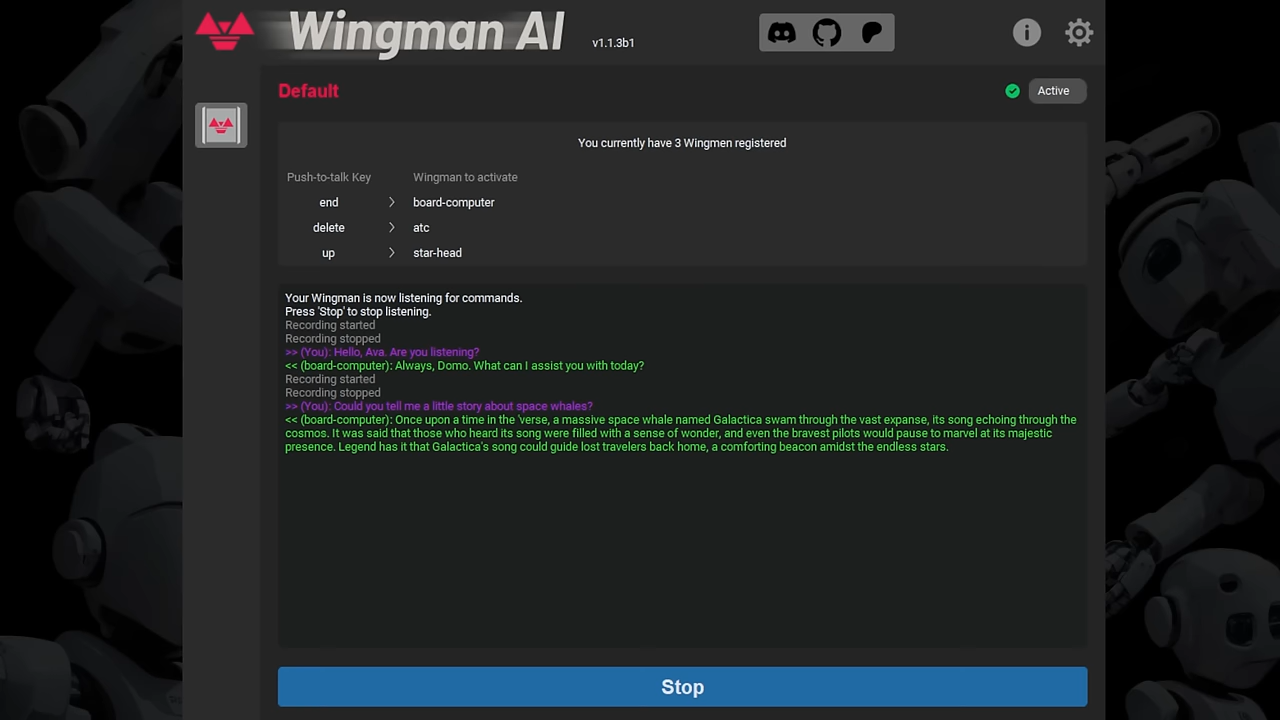 Wingman AI
v1.1.3b1
Default
Active
You currently have 3 Wingmen registered
Push-to-talk Key Wingman to activate
end > board-computer
delete > atc
up > star-head
Your Wingman is now listening for commands.
Press 'Stop' to stop listening.
Recording started
Recording stopped
>> (You): Hello, Ava. Are you listening?
<< (board-computer): Always, Domo. What can I assist you with today?
Recording started
Recording stopped
>> (You): Could you tell me a little story about space whales?
<< (board-computer): Once upon a time in the 'verse, a massive space whale named Galactica swam through the vast expanse, its song echoing through the
cosmos. It was said that those who heard its song were filled with a sense of wonder, and even the bravest pilots would pause to marvel at its majestic
presence. Legend has it that Galactica's song could guide lost travelers back home, a comforting beacon amidst the endless stars.
Stop